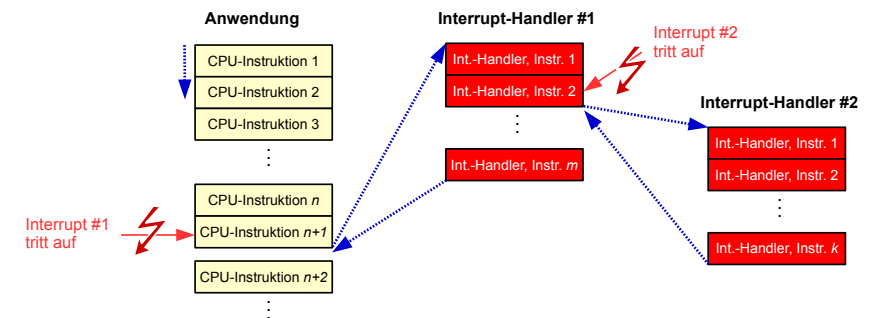 Anwendung
CPU-Instruktion 1
CPU-Instruktion 2
CPU-Instruktion 3
CPU-Instruktion n
CPU-Instruktion n+1
CPU-Instruktion n+2
Interrupt #1
tritt auf
Interrupt-Handler #1
Int.-Handler, Instr. 1
Int.-Handler, Instr. 2
Int.-Handler, Instr. m
Interrupt #2
tritt auf
Interrupt-Handler #2
Int.-Handler, Instr. 1
Int.-Handler, Instr. 2
Int.-Handler, Instr. k